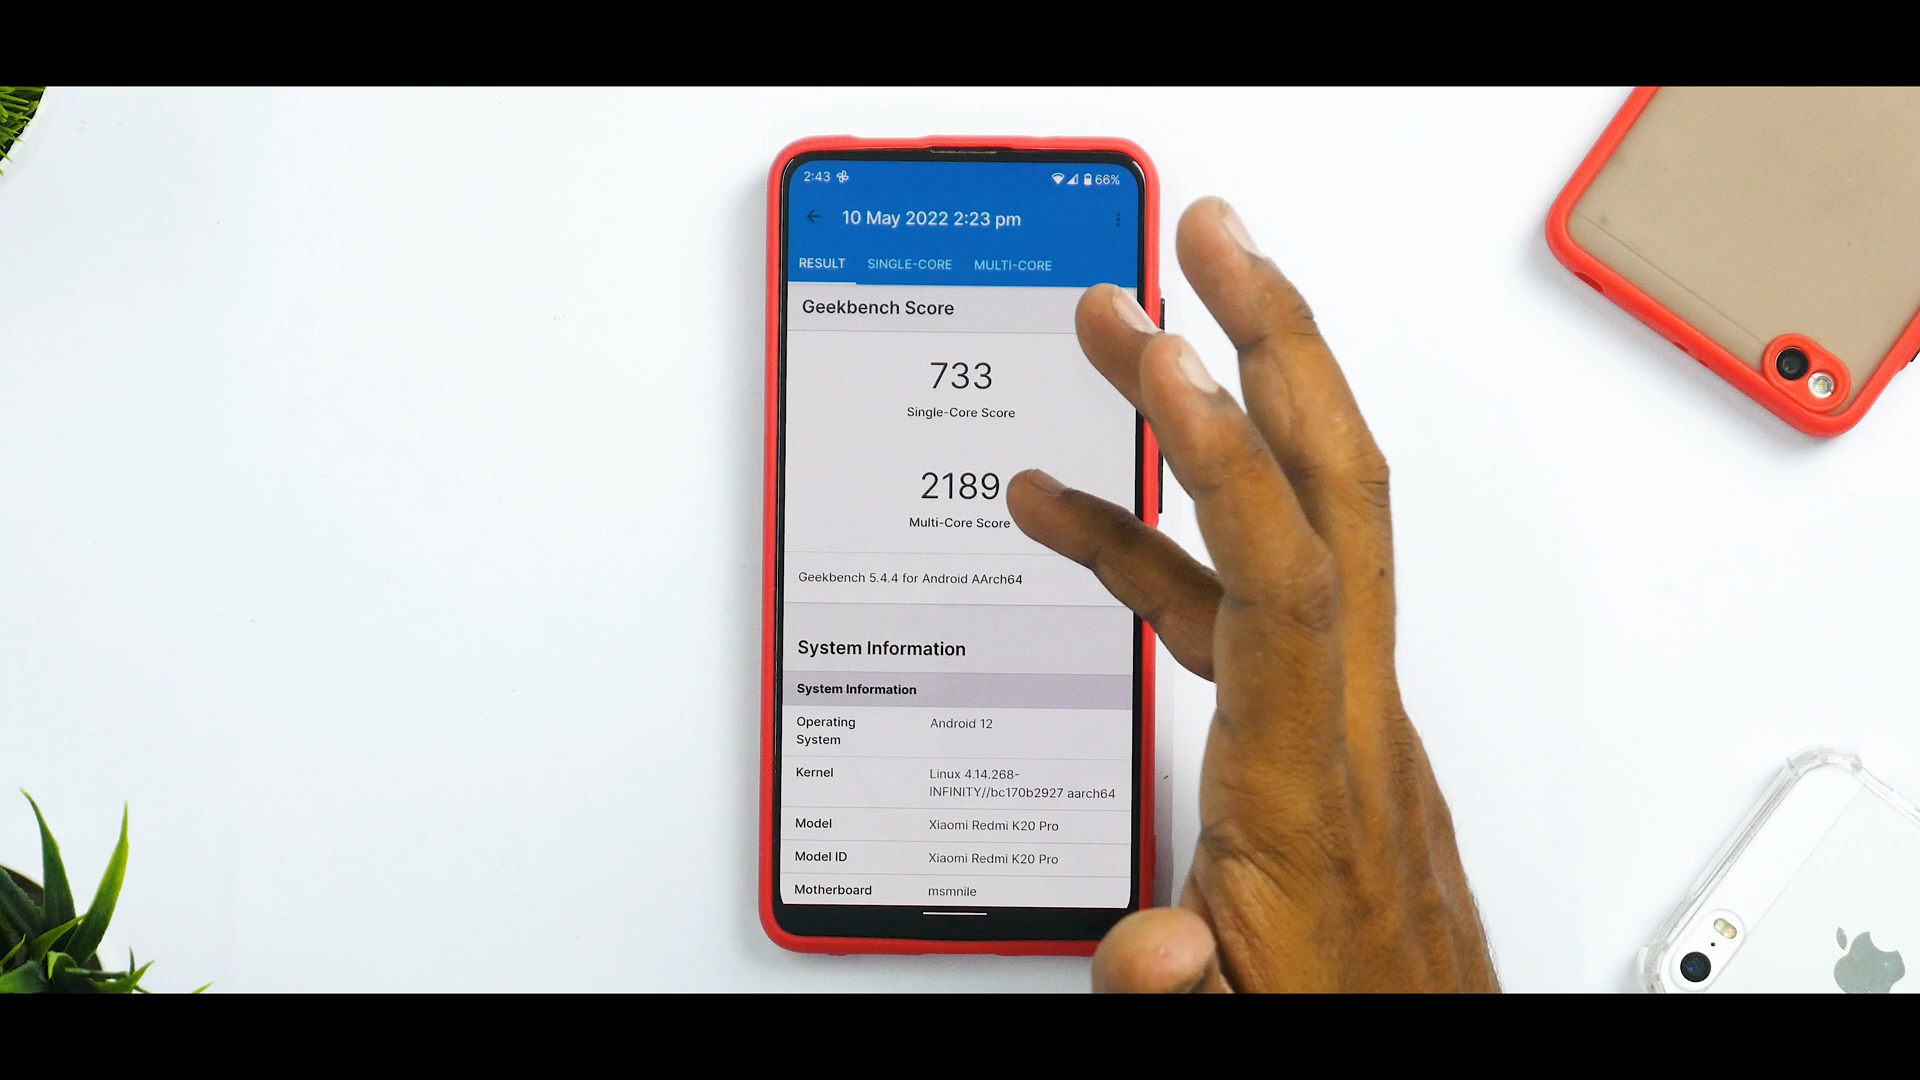 2:43 66%
10 May 2022 2:23 pm
RESULT SINGLE-CORE MULTI-CORE
Geekbench Score
733
Single-Core Score
2189
Multi-Core Score
Geekbench 5.4.4 for Android AArch64
System Information
System Information
Operating System Android 12
Kernel Linux 4.14.268-
INFINITY//bc170b2927 aarch64
Model Xiaomi Redmi K20 Pro
Model ID Xiaomi Redmi K20 Pro
Motherboard msmnile